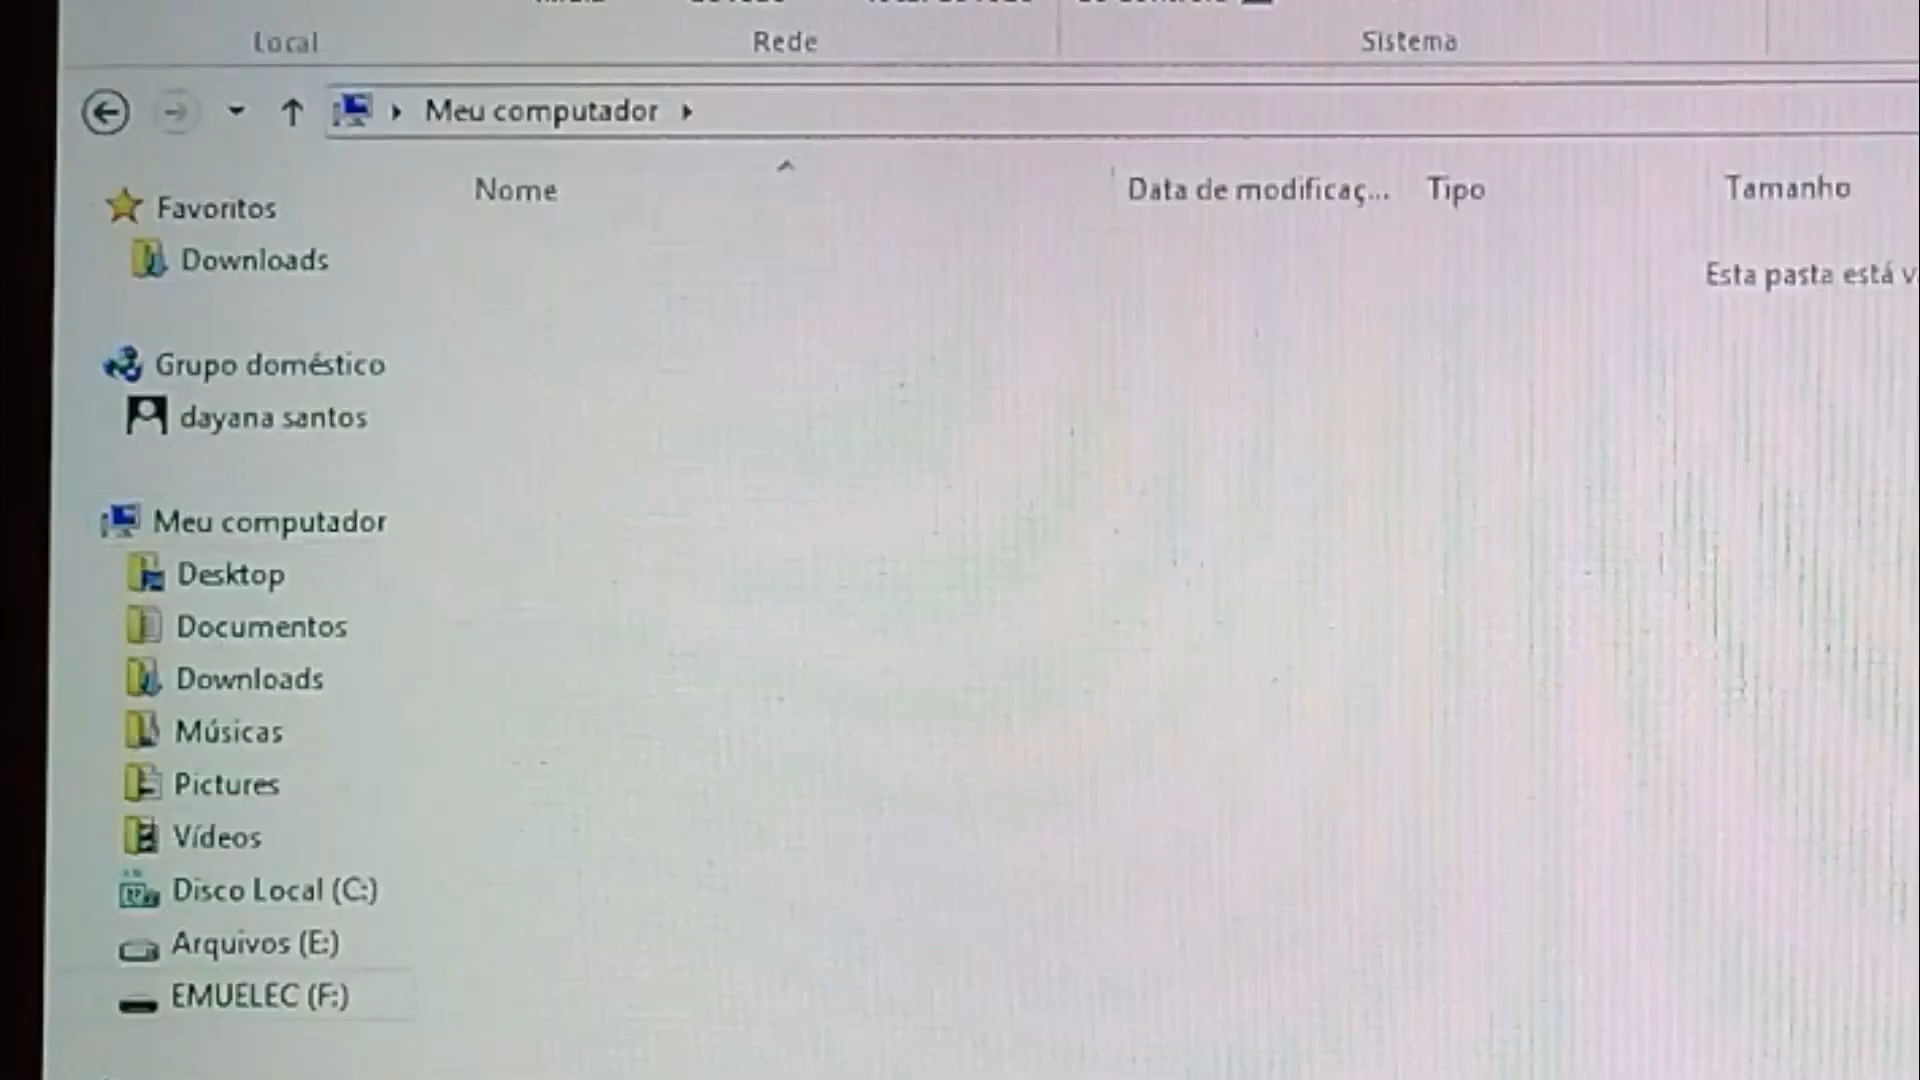 Local Rede Sistema
Meu computador
Nome Data de modificaç... Tipo Tamanho
Favoritos
Downloads
Esta pasta está
Grupo doméstico
dayana santos
Meu computador
Desktop
Documentos
Downloads
Músicas
Pictures
Vídeos
Disco Local (C:)
Arquivos (E:)
EMUELEC (F:)